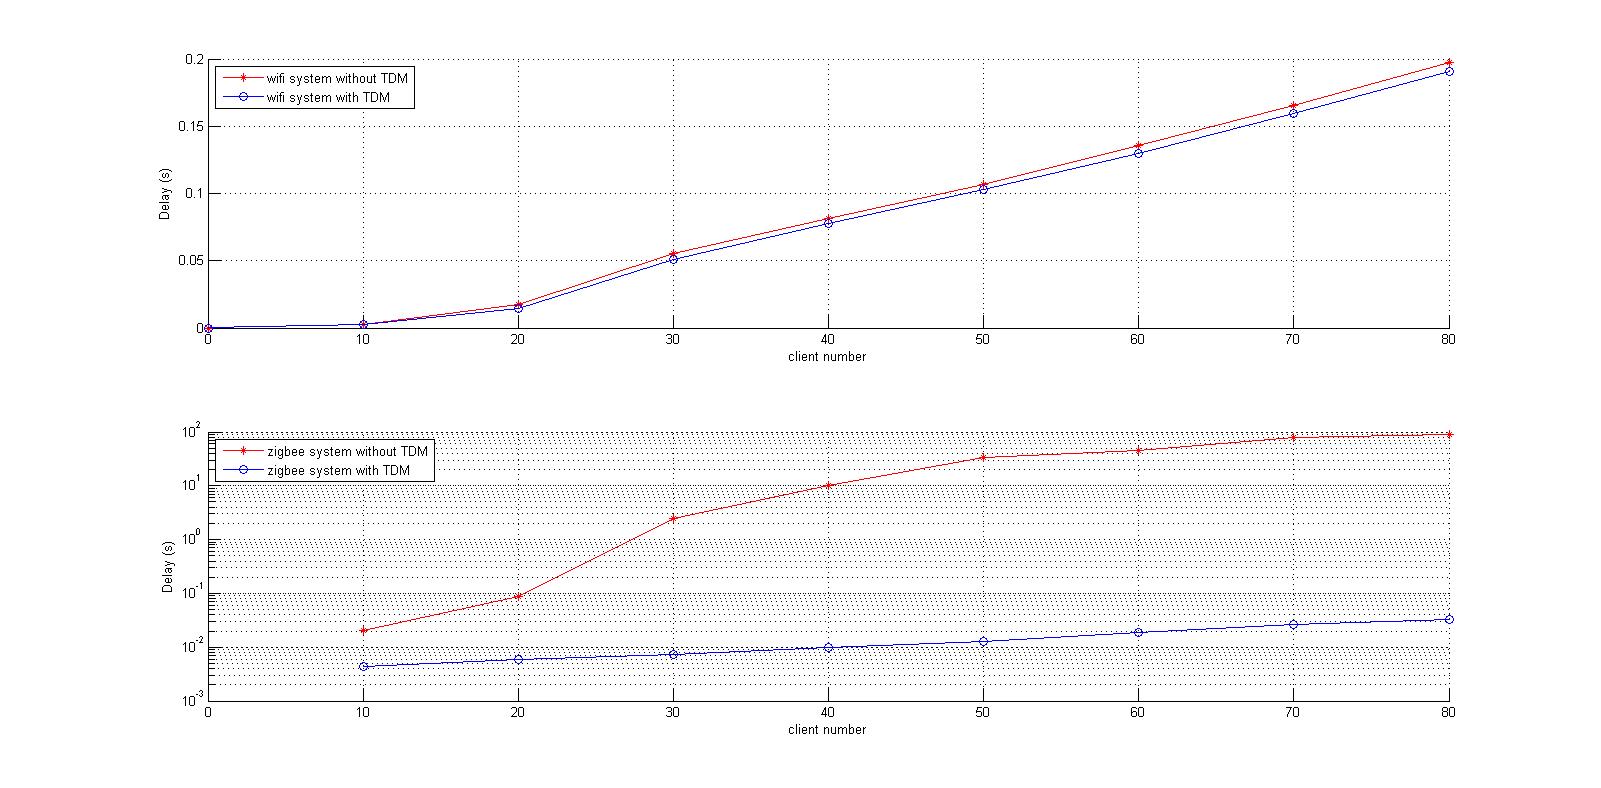 0.2
wifi system without TDM
wifi system with TDM
0.15
0.1
0.05
0
Delay (s)
0 10 20 30 40 50 60 70 80
client number
10^2
zigbee system without TDM
zigbee system with TDM
10^1
10^0
10^-1
10^-2
10^-3
Delay (s)
0 10 20 30 40 50 60 70 80
client number